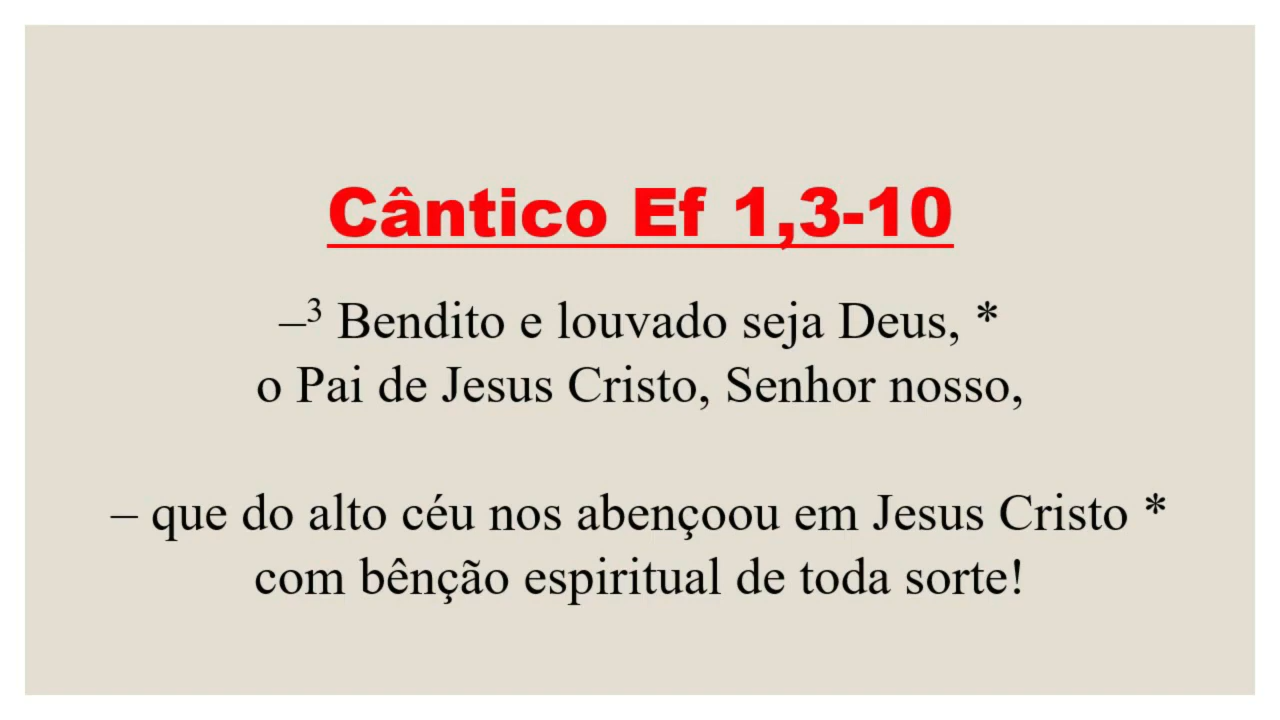 Cântico Ef 1,3-10
–³ Bendito e louvado seja Deus, *
o Pai de Jesus Cristo, Senhor nosso,
– que do alto céu nos abençoou em Jesus Cristo *
com bênção espiritual de toda sorte!